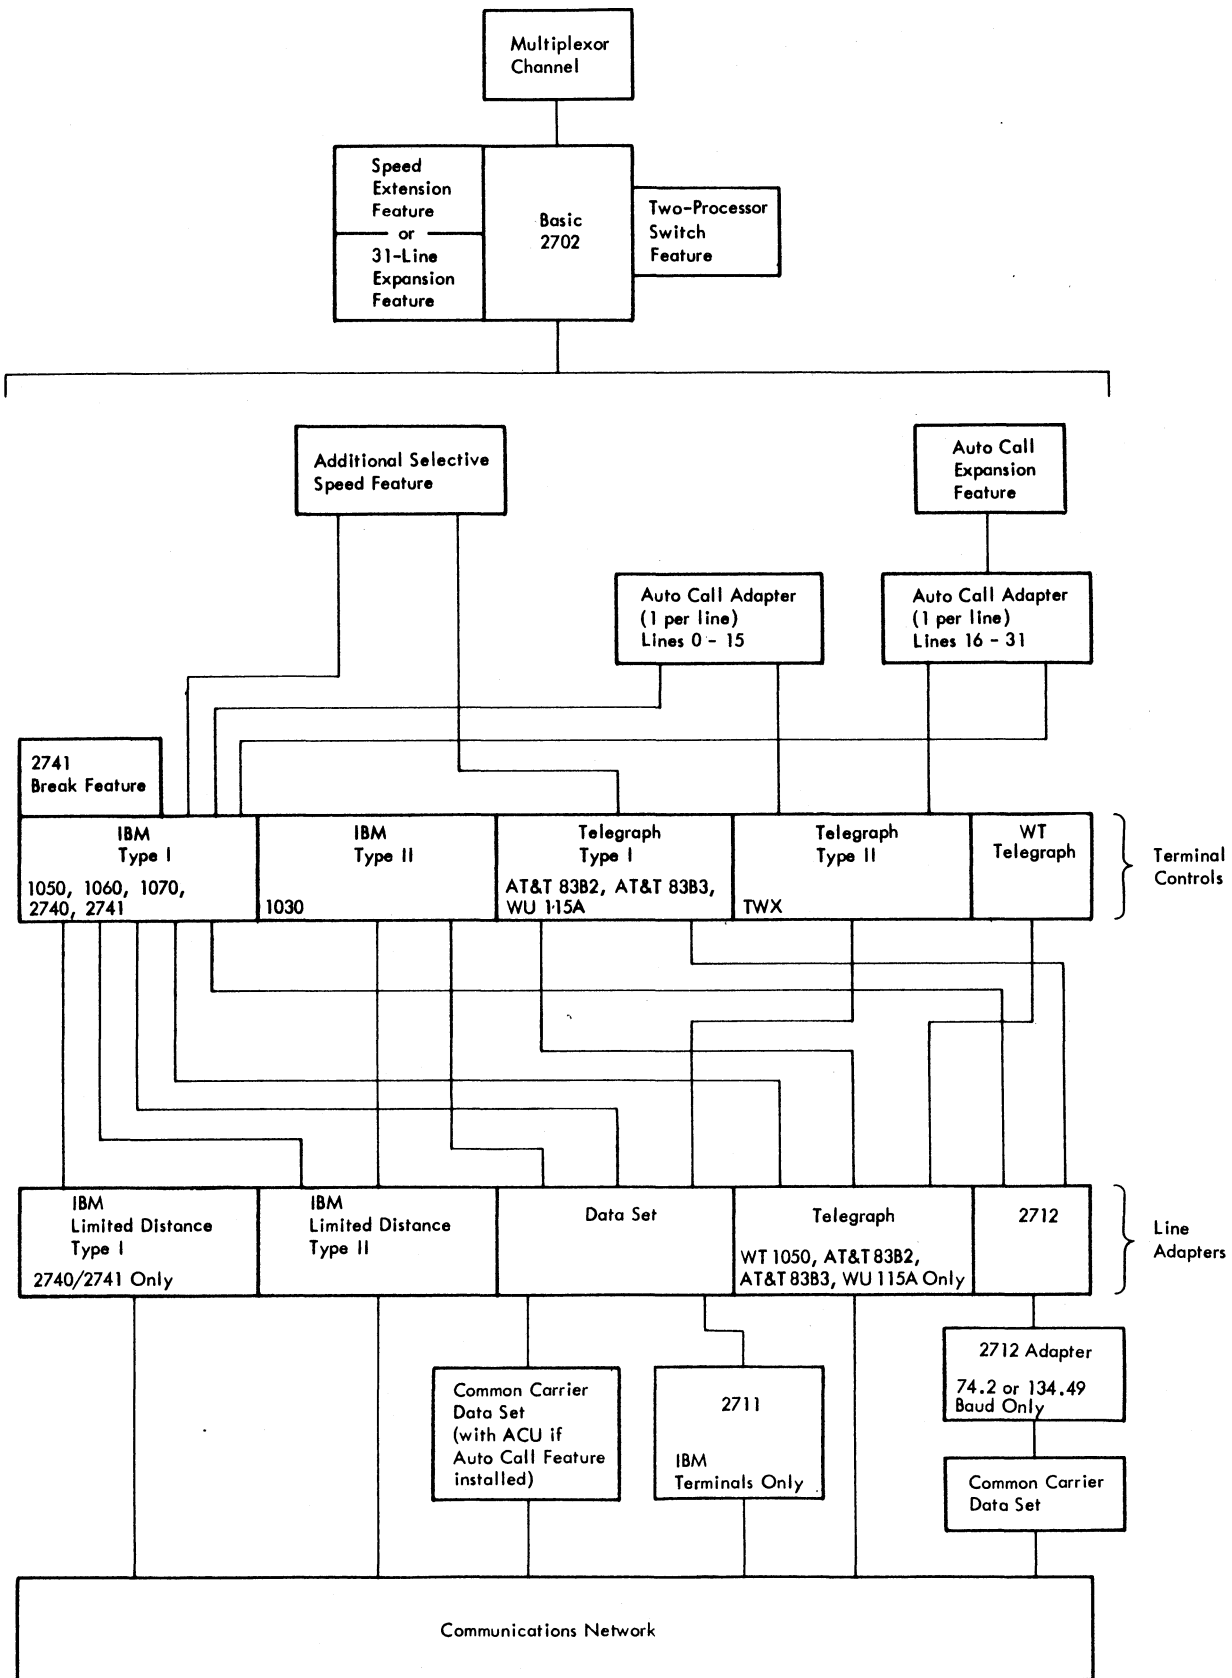 Multiplexor
Channel
Speed
Extension
Feature
or
31-Line
Expansion
Feature
Basic
2702
Two-Processor
Switch
Feature
Additional Selective
Speed Feature
Auto Call
Expansion
Feature
Auto Call Adapter
(1 per line)
Lines 0 - 15
Auto Call Adapter
(1 per line)
Lines 16 - 31
2741
Break Feature
IBM
Type I
1050, 1060, 1070,
2740, 2741
IBM
Type II
1030
Telegraph
Type I
AT&T 83B2, AT&T 83B3,
WU 115A
Telegraph
Type II
TWX
WT
Telegraph
Terminal
Controls
IBM
Limited Distance
Type I
2740/2741 Only
IBM
Limited Distance
Type II
Data Set
Telegraph
WT 1050, AT&T 83B2,
AT&T 83B3, WU 115A Only
2712
Line
Adapters
Common Carrier
Data Set
(with ACU if
Auto Call Feature
installed)
2711
IBM
Terminals Only
2712 Adapter
74.2 or 134.49
Baud Only
Common Carrier
Data Set
Communications Network